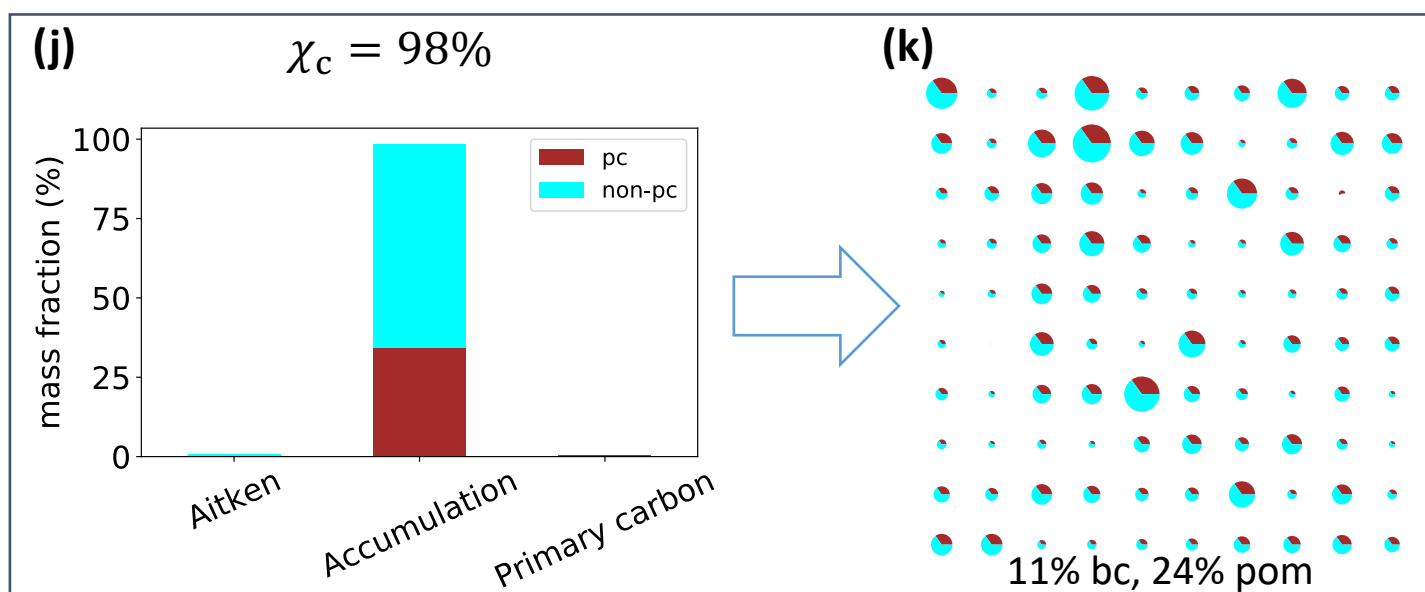 (j)
χc = 98%
mass fraction (%)
100
75
50
25
0
pc
non-pc
Aitken
Accumulation
Primary carbon
(k)
11% bc, 24% pom